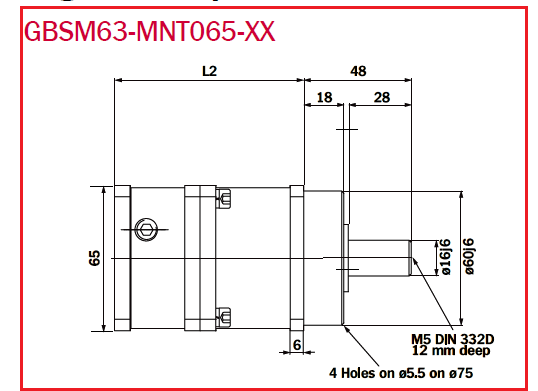 GBSM63-MNT065-XX
L2
48
18
28
65
ø16j6
ø60j6
6
M5 DIN 332D
12 mm deep
4 Holes on ø5.5 on ø75